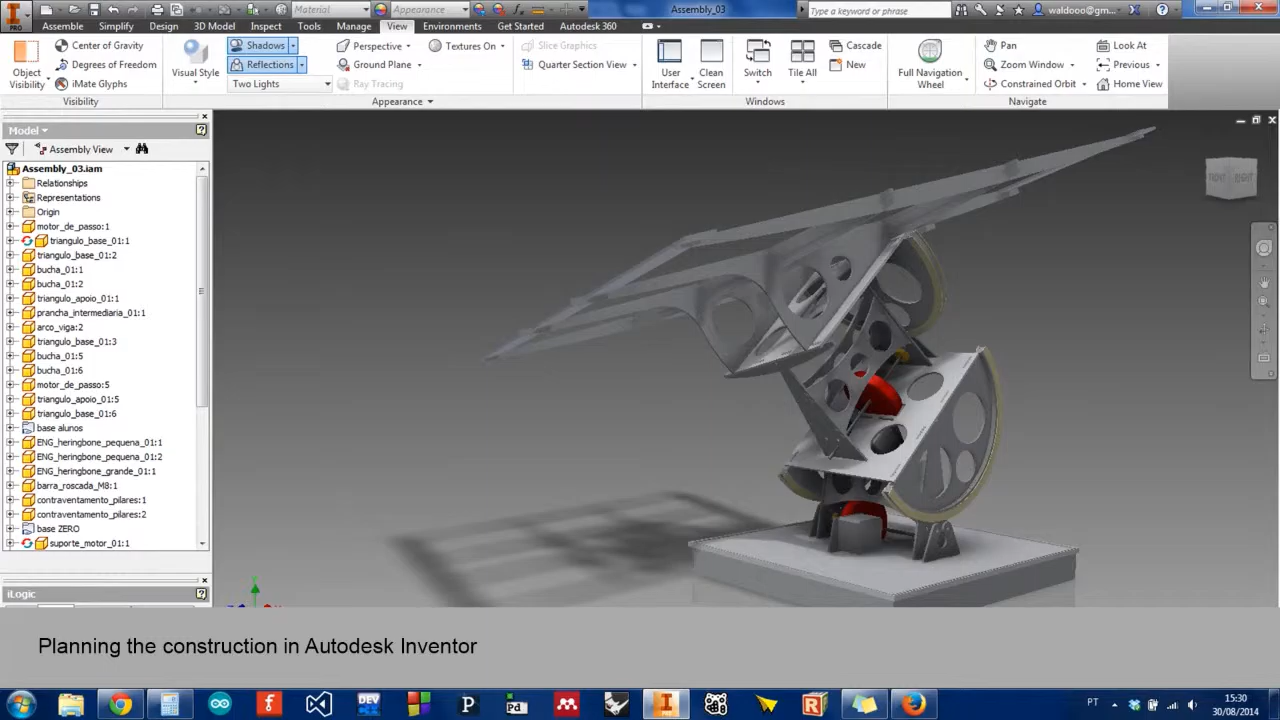 Material
Appearance
Assembly_03
Type a keyword or phrase
waldooo@gm...
PRO
Assemble Simplify Design 3D Model Inspect Tools Manage View Environments Get Started Autodesk 360
Object Visibility
Center of Gravity
Degrees of Freedom
iMate Glyphs
Visibility
Visual Style
Shadows
Reflections
Two Lights
Perspective
Ground Plane
Ray Tracing
Textures On
Appearance
Slice Graphics
Quarter Section View
User Interface
Clean Screen
Switch
Tile All
Cascade
New
Windows
Full Navigation Wheel
Pan
Zoom Window
Constrained Orbit
Look At
Previous
Home View
Navigate
Model
Assembly View
Assembly_03.iam
Relationships
Representations
Origin
motor_de_passo:1
triangulo_base_01:1
triangulo_base_01:2
bucha_01:1
bucha_01:2
triangulo_apoio_01:1
prancha_intermediaria_01:1
arco_viga:2
triangulo_base_01:3
bucha_01:5
bucha_01:6
motor_de_passo:5
triangulo_apoio_01:5
triangulo_base_01:6
base alunos
ENG_heringbone_pequena_01:1
ENG_heringbone_pequena_01:2
ENG_heringbone_grande_01:1
barra_roscada_M8:1
contraventamento_pilares:1
contraventamento_pilares:2
base ZERO
suporte_motor_01:1
iLogic
FRONT RIGHT
Planning the construction in Autodesk Inventor
PT
15:30
30/08/2014